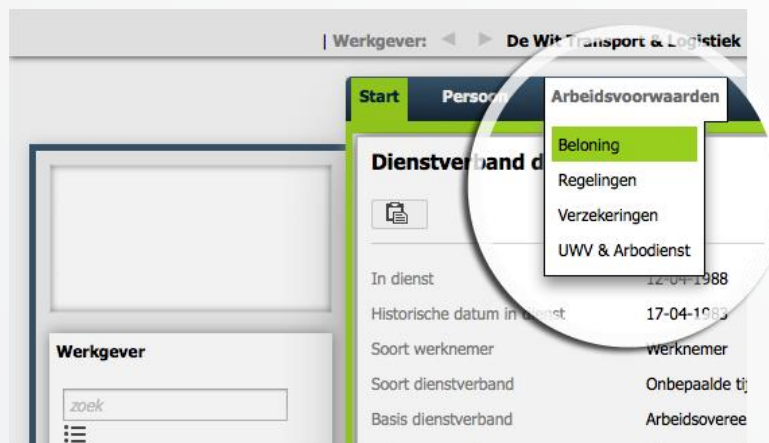 | Werkgever: De Wit Transport & Logistiek
Start Persoon Arbeidsvoorwaarden
Beloning
Regelingen
Verzekeringen
UWV & Arbodienst
Dienstverband d
In dienst 12-04-1988
Historische datum in dienst 17-04-1983
Soort werknemer Werknemer
Soort dienstverband Onbepaalde tij
Basis dienstverband Arbeidsoveree
Werkgever
zoek